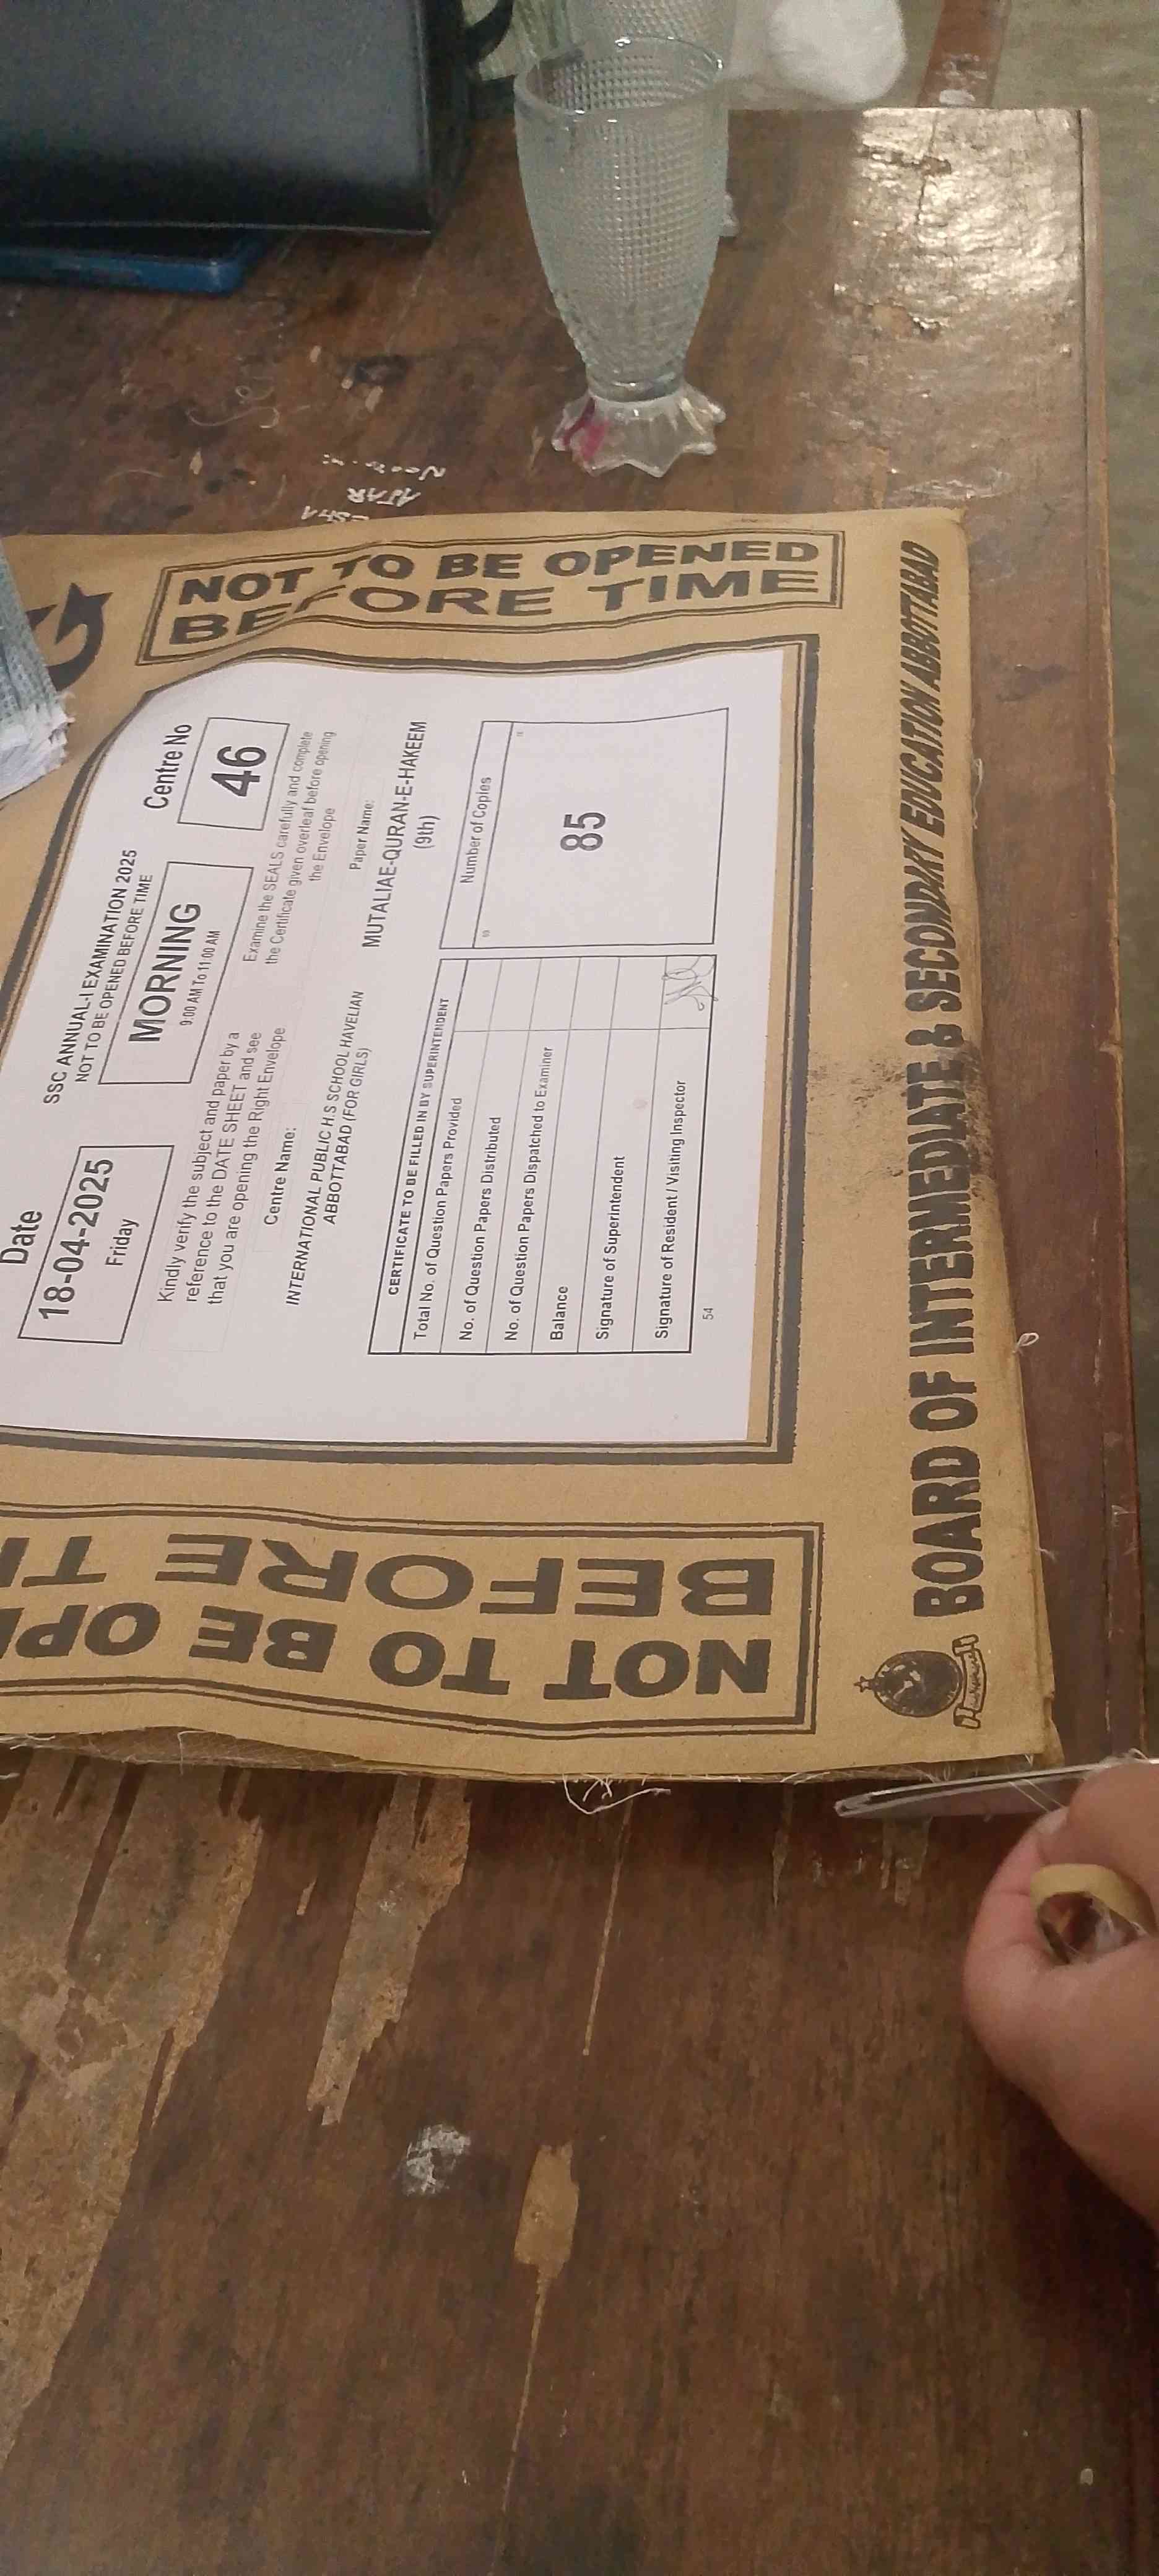 NOT TO BE OPENED
BEFORE TIME
Date
18-04-2025
Friday
SSC ANNUAL-I EXAMINATION 2025
NOT TO BE OPENED BEFORE TIME
MORNING
9:00 AM To 11:00 AM
Centre No
46
Kindly verify the subject and paper by a
reference to the DATE SHEET and see
that you are opening the Right Envelope
Examine the SEALS carefully and complete
the Certificate given overleaf before opening
the Envelope
Centre Name:
INTERNATIONAL PUBLIC H.S SCHOOL HAVELIAN
ABBOTTABAD (FOR GIRLS)
Paper Name:
MUTALIAE-QURAN-E-HAKEEM
(9th)
CERTIFICATE TO BE FILLED IN BY SUPERINTENDENT
Total No. of Question Papers Provided
No. of Question Papers Distributed
No. of Question Papers Dispatched to Examiner
Balance
Signature of Superintendent
Signature of Resident / Visiting Inspector
Number of Copies
85
54
NOT TO BE OPE
BEFORE TI
BOARD OF INTERMEDIATE & SECONDARY EDUCATION ABBOTTABAD